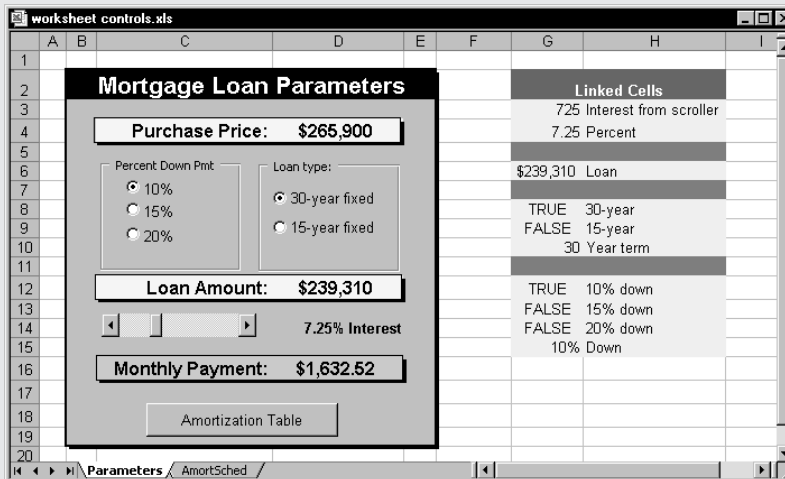 worksheet controls.xls
A B C D E F G H I
1
2 Mortgage Loan Parameters Linked Cells
3 725 Interest from scroller
4 Purchase Price: $265,900 7.25 Percent
5
Percent Down Pmt Loan type:
6 $239,310 Loan
10%
7 30-year fixed
8 15% TRUE 30-year
9 15-year fixed FALSE 15-year
20%
10 30 Year term
11
12 Loan Amount: $239,310 TRUE 10% down
13 FALSE 15% down
14 7.25% Interest FALSE 20% down
15 10% Down
16 Monthly Payment: $1,632.52
17
18 Amortization Table
19
20
Parameters AmortSched